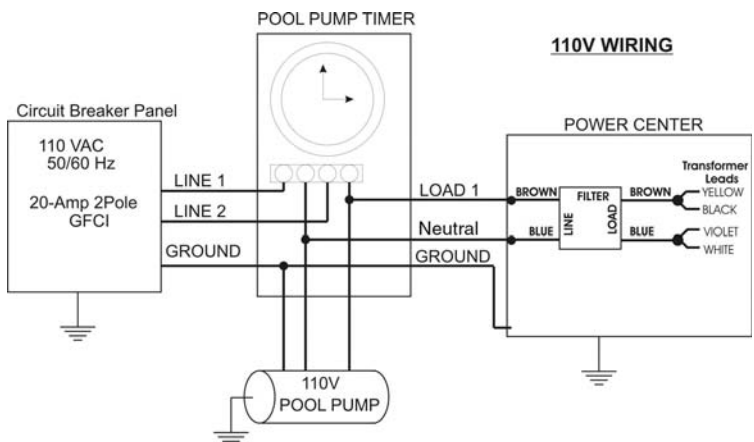 POOL PUMP TIMER
110V WIRING
Circuit Breaker Panel
110 VAC
50/60 Hz
20-Amp 2Pole
GFCI
LINE 1
LINE 2
GROUND
LOAD 1
Neutral
GROUND
POWER CENTER
BROWN
BLUE
LINE
FILTER
LOAD
BROWN
BLUE
Transformer
Leads
YELLOW
BLACK
VIOLET
WHITE
110V
POOL PUMP